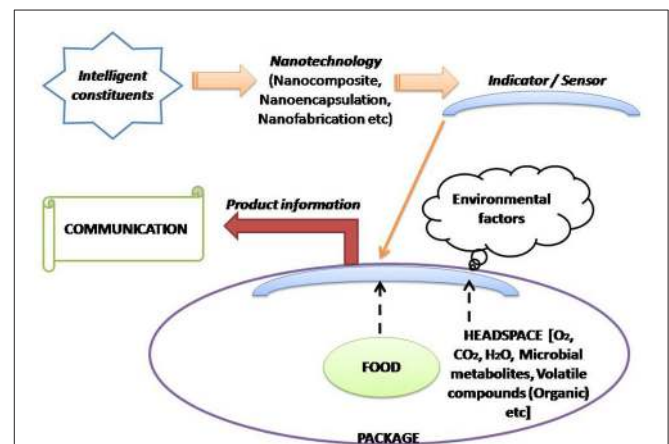 Intelligent
constituents
Nanotechnology
(Nanocomposite,
Nanoencapsulation,
Nanofabrication etc)
Indicator / Sensor
COMMUNICATION
Product information
Environmental
factors
FOOD
HEADSPACE [O₂,
CO₂, H₂O, Microbial
metabolites, Volatile
compounds (Organic)
etc]
PACKAGE